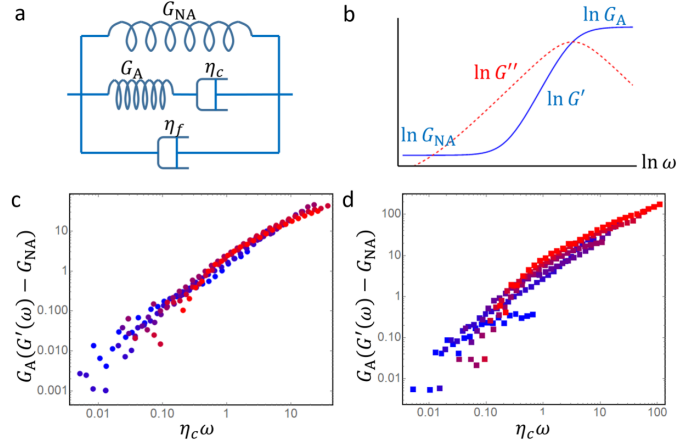 a
G_NA
G_A
η_c
η_f
b
ln G_A
ln G''
ln G'
ln G_NA
ln ω
c
G_A(G'(ω) − G_NA)
10
1
0.100
0.010
0.001
0.01
0.1
1
10
η_c ω
d
G_A(G'(ω) − G_NA)
100
10
1
0.10
0.01
0.01
0.10
1
10
100
η_c ω